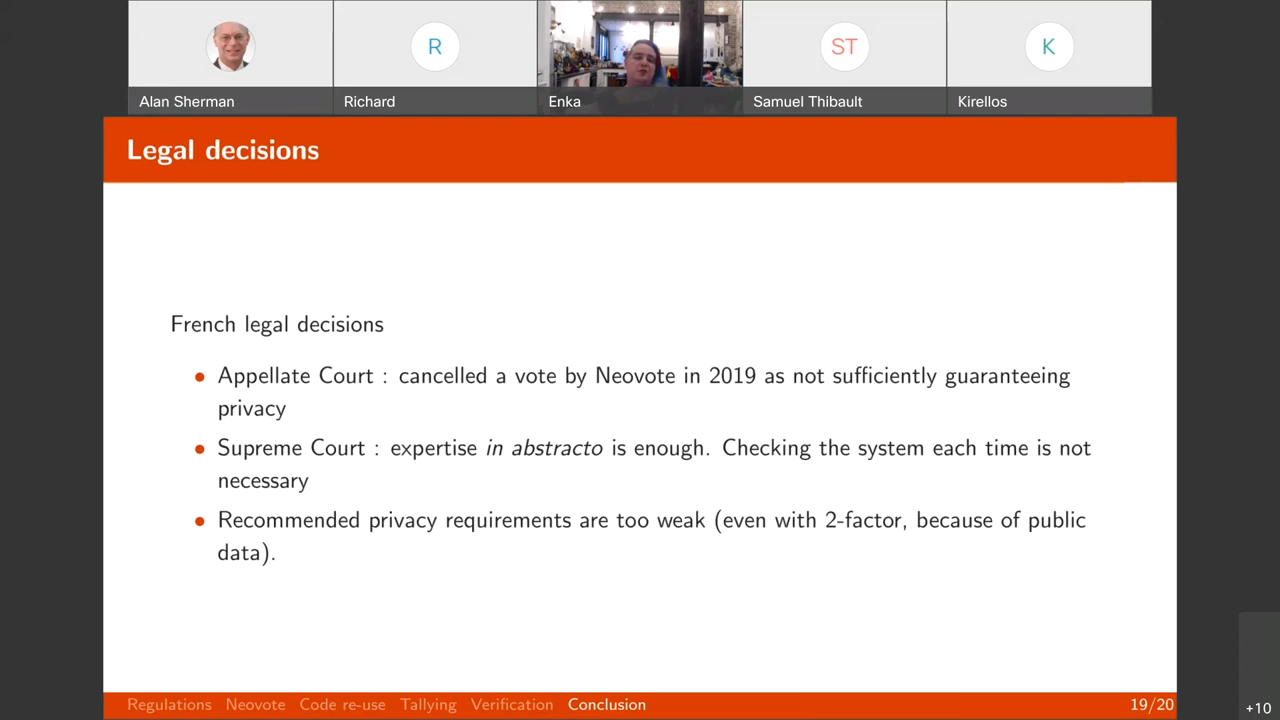 R
ST
K
Alan Sherman
Richard
Enka
Samuel Thibault
Kirellos
Legal decisions
French legal decisions
• Appellate Court : cancelled a vote by Neovote in 2019 as not sufficiently guaranteeing
privacy
• Supreme Court : expertise in abstracto is enough. Checking the system each time is not
necessary
• Recommended privacy requirements are too weak (even with 2-factor, because of public
data).
Regulations Neovote Code re-use Tallying Verification Conclusion 19/20
+10